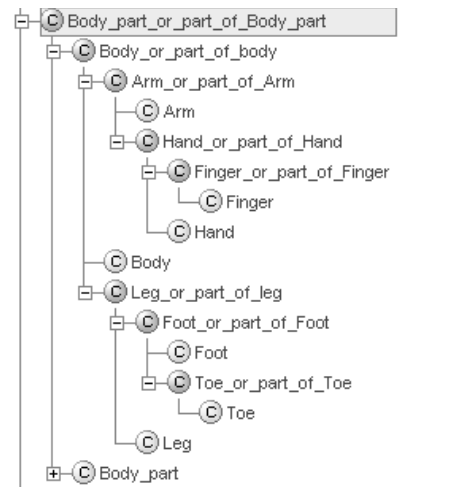 C Body_part_or_part_of_Body_part
C Body_or_part_of_body
C Arm_or_part_of_Arm
C Arm
C Hand_or_part_of_Hand
C Finger_or_part_of_Finger
C Finger
C Hand
C Body
C Leg_or_part_of_leg
C Foot_or_part_of_Foot
C Foot
C Toe_or_part_of_Toe
C Toe
C Leg
C Body_part